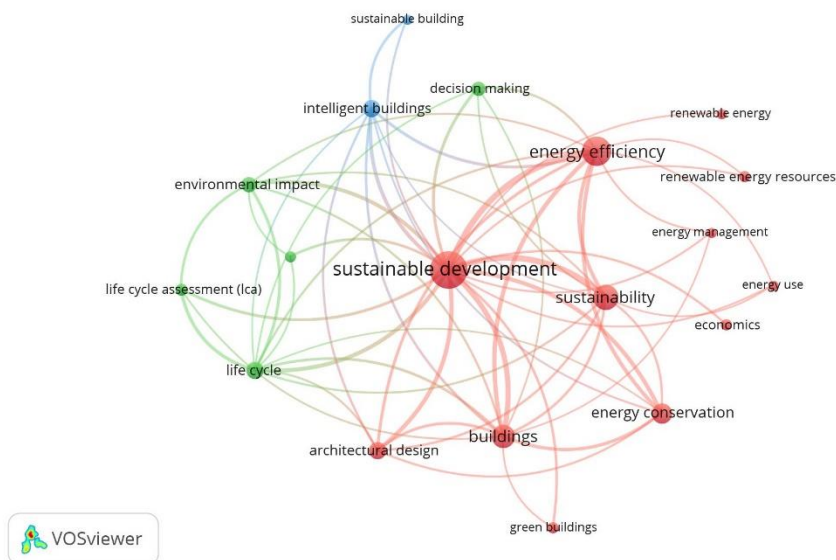 sustainable building
decision making
intelligent buildings
renewable energy
energy efficiency
environmental impact
renewable energy resources
energy management
sustainable development
life cycle assessment (lca)
energy use
sustainability
economics
life cycle
energy conservation
buildings
architectural design
green buildings
VOSviewer